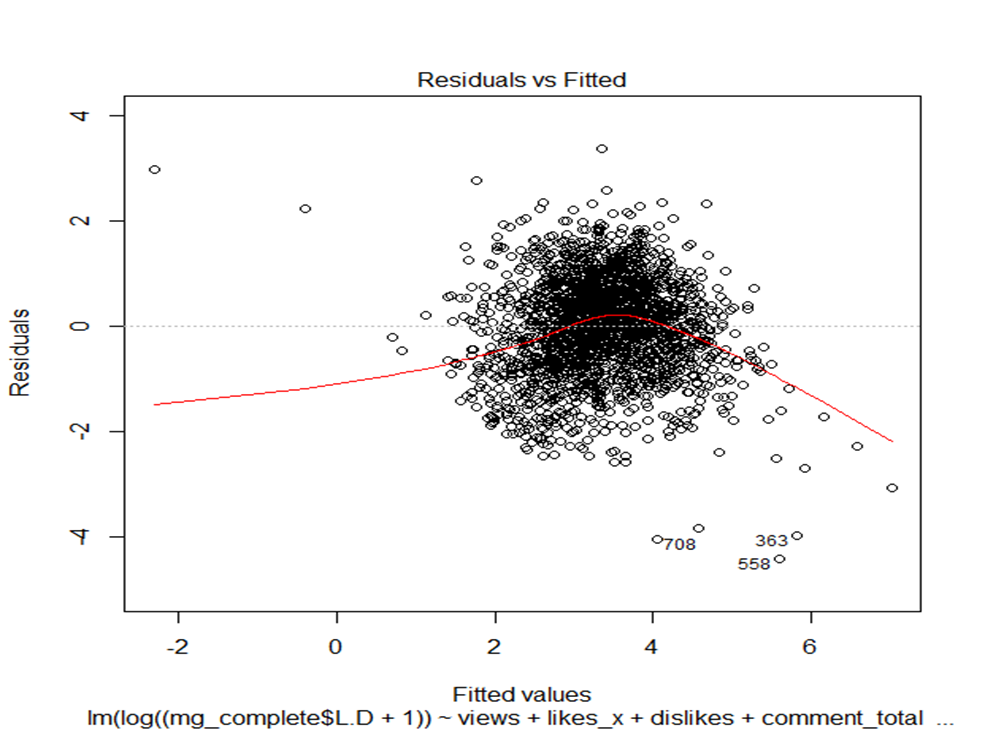 Residuals vs Fitted
Residuals
4
2
0
-2
-4
708
363
558
-2 0 2 4 6
Fitted values
lm(log((mg_complete$L.D + 1)) ~ views + likes_x + dislikes + comment_total ...